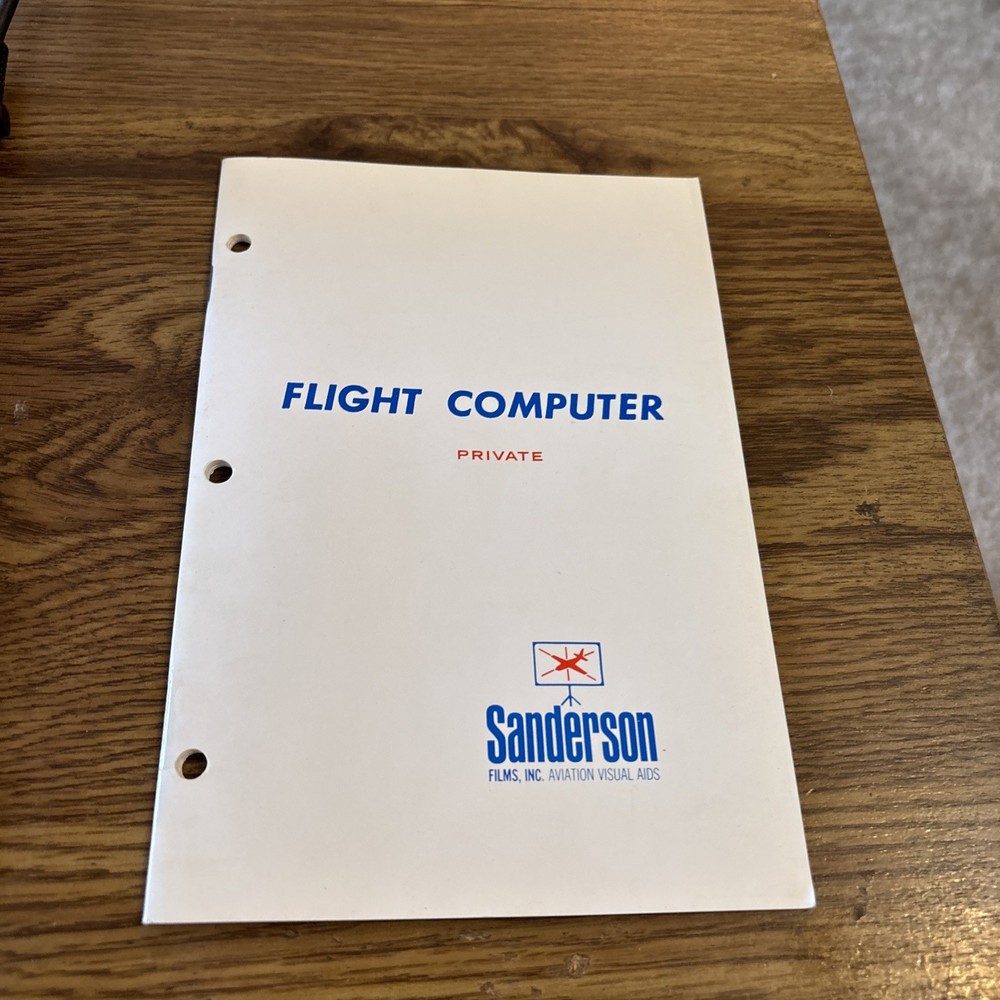 FLIGHT COMPUTER
PRIVATE
Sanderson
FILMS, INC. AVIATION VISUAL AIDS